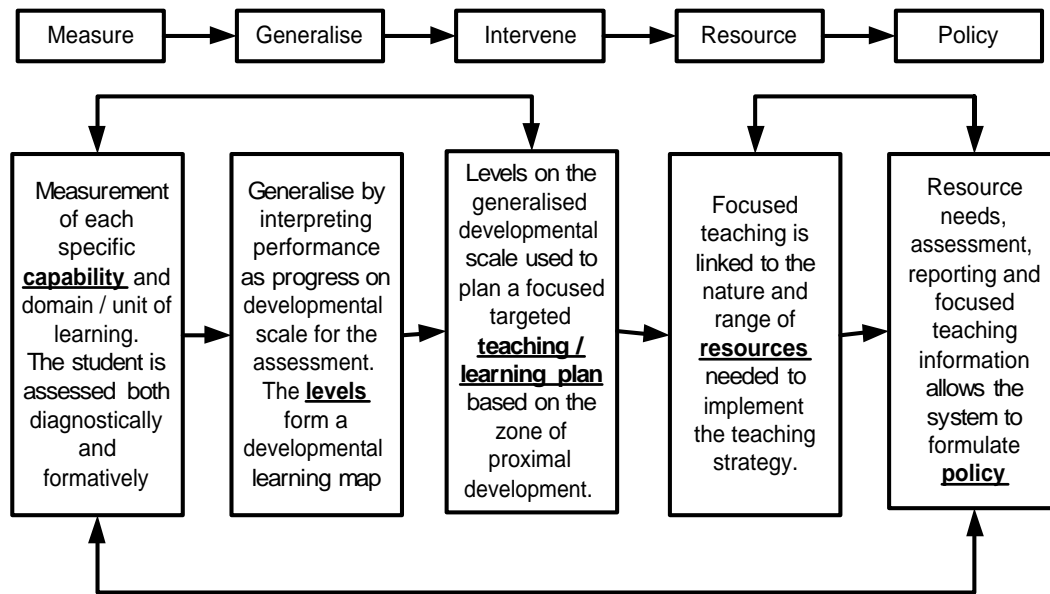 Measure
Generalise
Intervene
Resource
Policy
Measurement
of each
specific
capability and
domain / unit of
learning.
The student is
assessed both
diagnostically
and
formatively
Generalise by
interpreting
performance
as progress on
developmental
scale for the
assessment.
The levels
form a
developmental
learning map
Levels on the
generalised
developmental
scale used to
plan a focused
targeted
teaching /
learning plan
based on the
zone of
proximal
development.
Focused
teaching is
linked to the
nature and
range of
resources
needed to
implement
the teaching
strategy.
Resource
needs,
assessment,
reporting and
focused
teaching
information
allows the
system to
formulate
policy